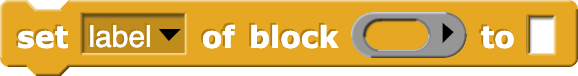 set label of block to